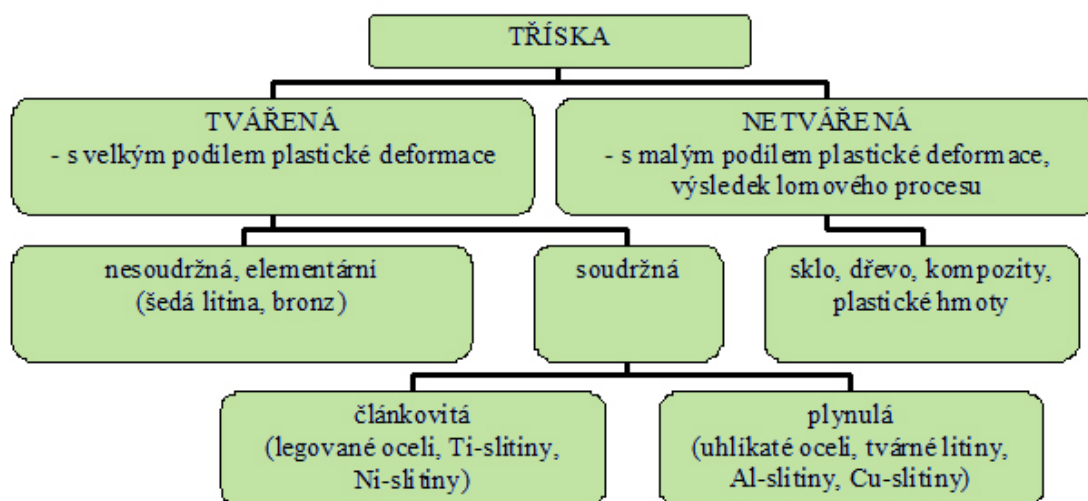 TŘÍSKA
TVÁŘENÁ
- s velkým podílem plastické deformace
NETVÁŘENÁ
- s malým podílem plastické deformace,
výsledek lomového procesu
nesoudržná, elementární
(šedá litina, bronz)
soudržná
sklo, dřevo, kompozity,
plastické hmoty
článkovitá
(legované oceli, Ti-slitiny,
Ni-slitiny)
plynulá
(uhlíkaté oceli, tvárné litiny,
Al-slitiny, Cu-slitiny)